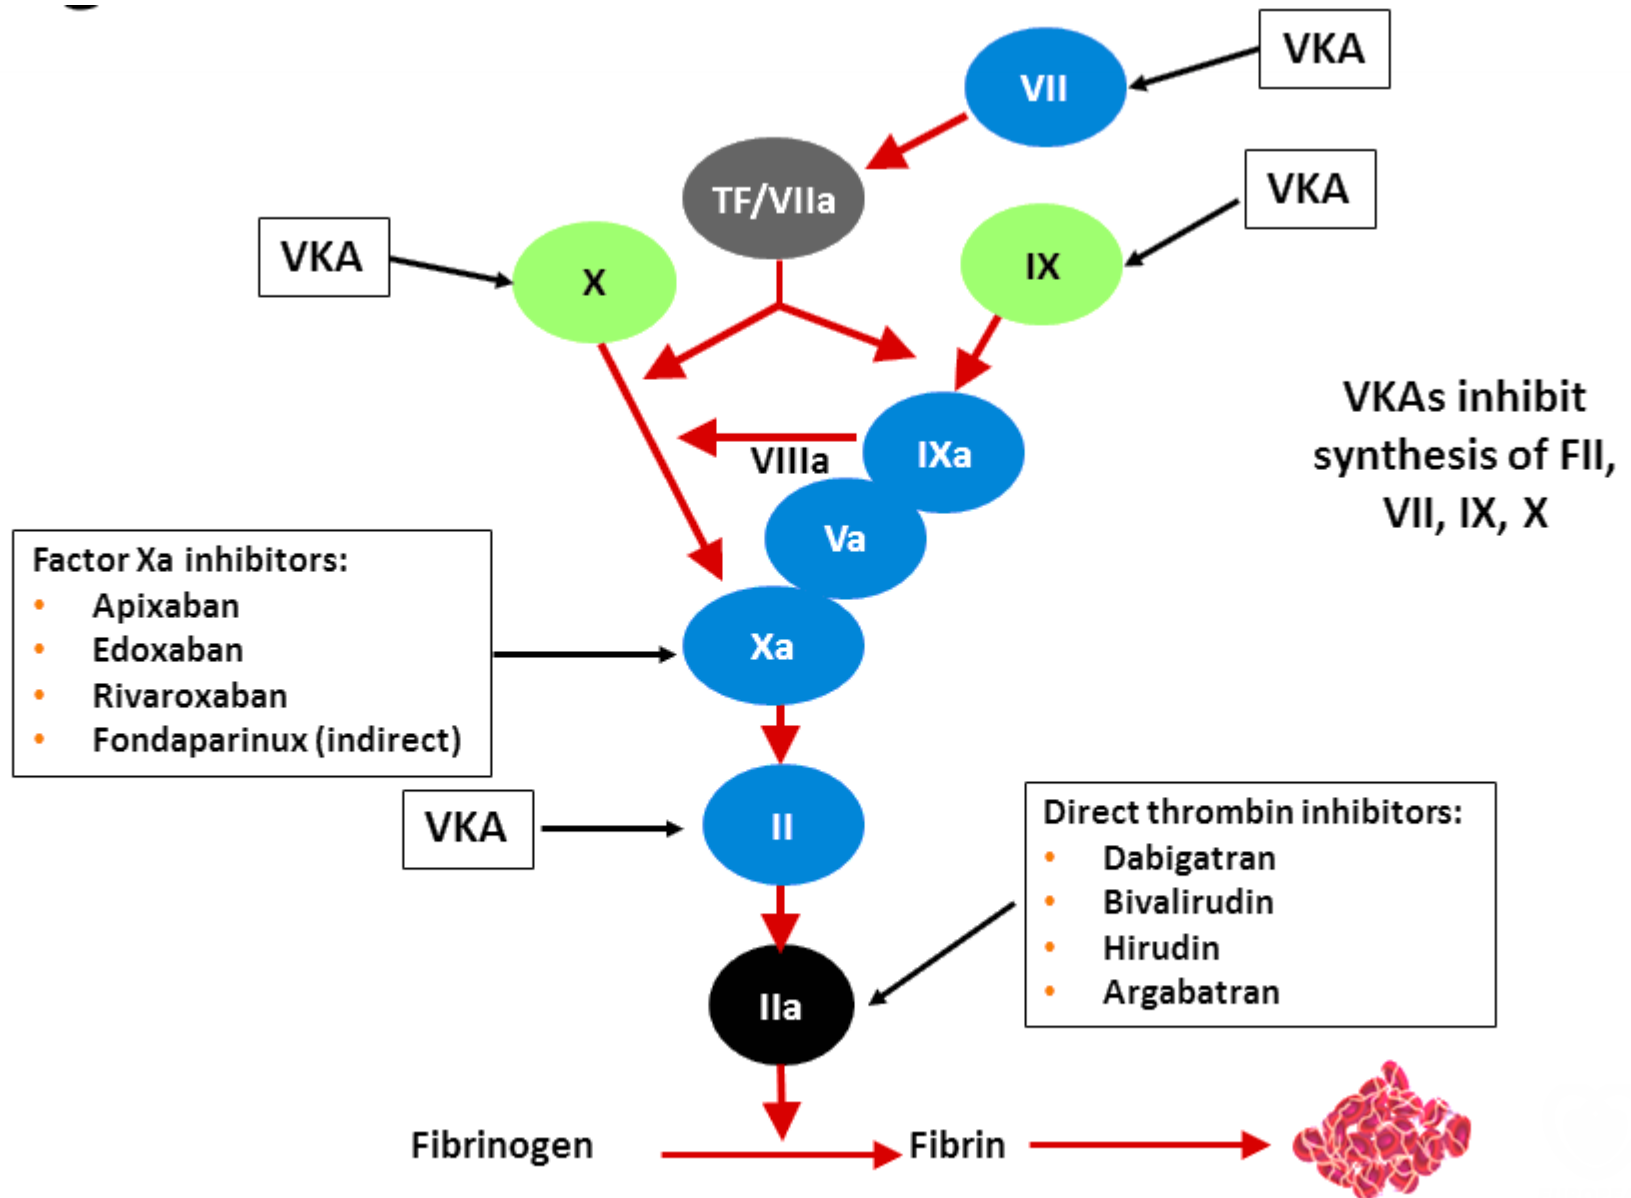 VKA
VII
TF/VIIa
VKA
VKA
X
IX
VIIIa
IXa
VKAs inhibit
synthesis of FII,
VII, IX, X
Va
Factor Xa inhibitors:
• Apixaban
• Edoxaban
• Rivaroxaban
• Fondaparinux (indirect)
Xa
VKA
II
Direct thrombin inhibitors:
• Dabigatran
• Bivalirudin
• Hirudin
• Argabatran
IIa
Fibrinogen
Fibrin